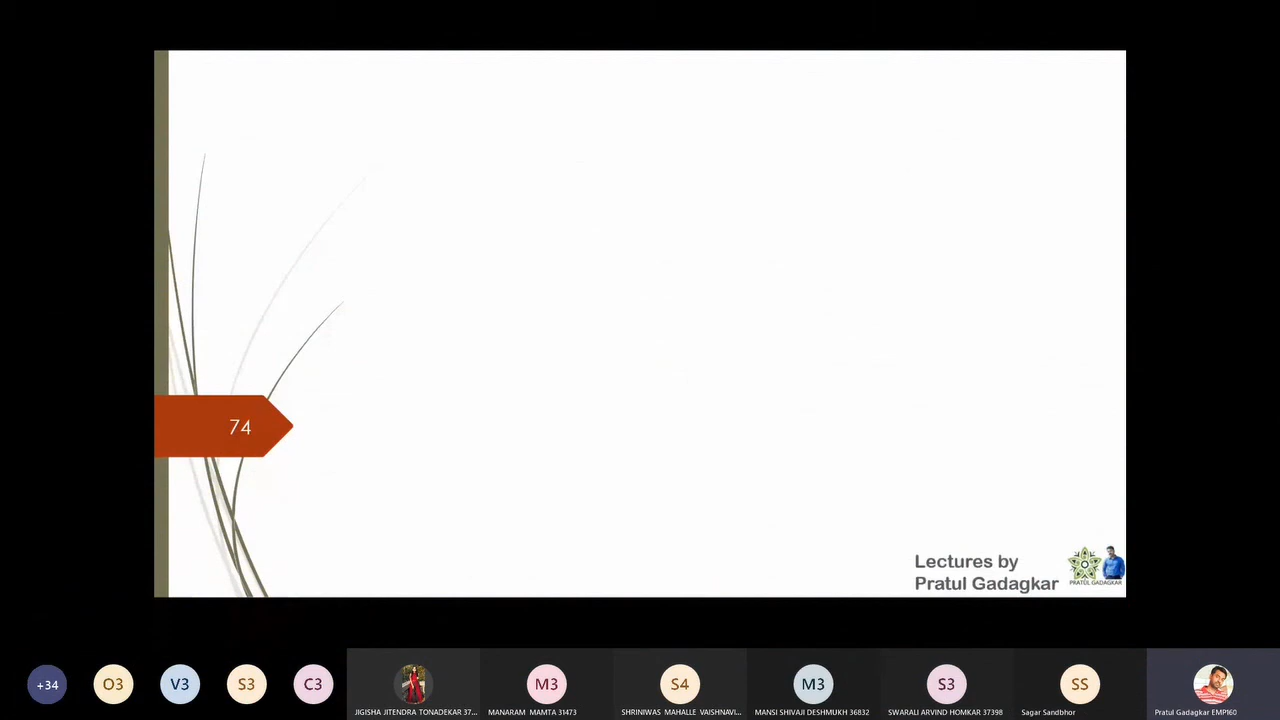 74
Lectures by
Pratul Gadagkar
PRATUL GADAGKAR
+34
O3
V3
S3
C3
M3
S4
M3
S3
SS
JIGISHA JITENDRA TONADEKAR 37...
MANARAM MAMTA 31473
SHRINIWAS MAHALLE VAISHNAVI...
MANSI SHIVAJI DESHMUKH 36832
SWARALI ARVIND HOMKAR 37398
Sagar Sandbhor
Pratul Gadagkar EMP160